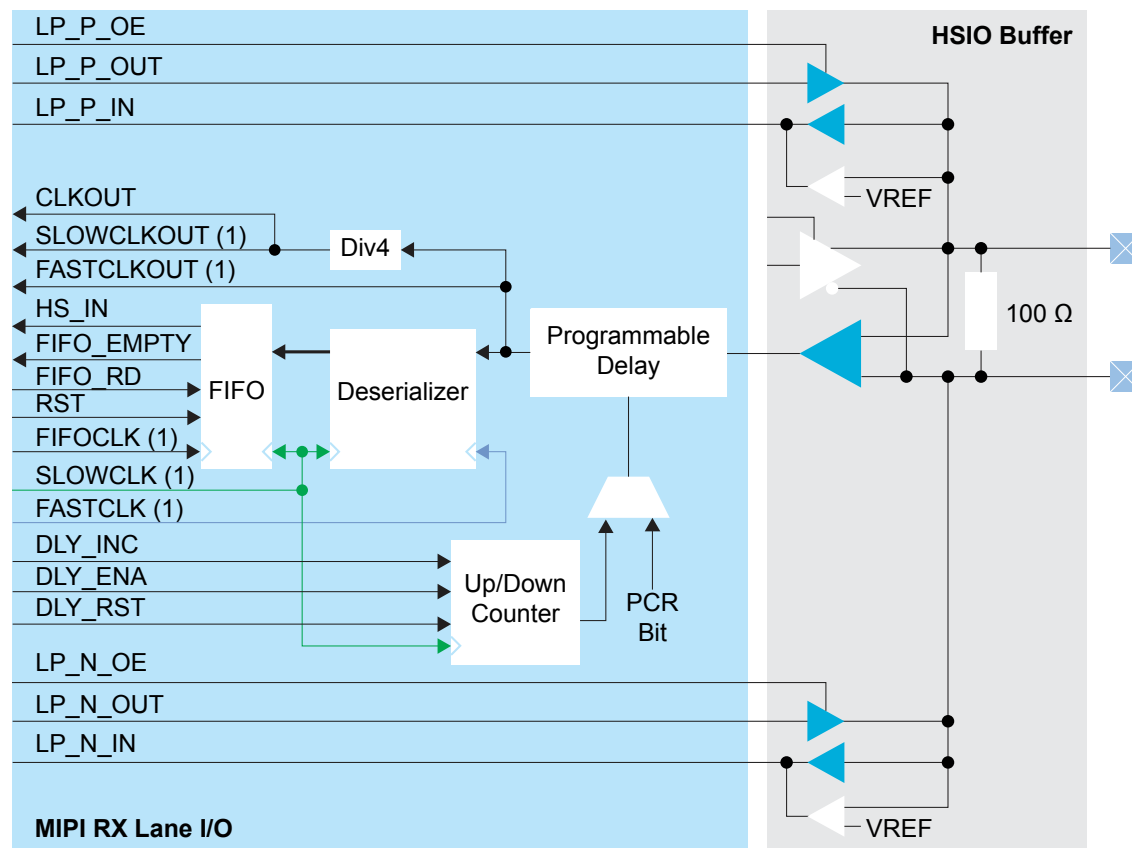 LP_P_OE
HSIO Buffer
LP_P_OUT
LP_P_IN
VREF
CLKOUT
SLOWCLKOUT (1)
Div4
FASTCLKOUT (1)
HS_IN
FIFO_EMPTY
FIFO_RD
RST
FIFOCLK (1)
SLOWCLK (1)
FASTCLK (1)
FIFO
Deserializer
Programmable
Delay
100 Ω
DLY_INC
DLY_ENA
DLY_RST
Up/Down
Counter
PCR
Bit
LP_N_OE
LP_N_OUT
LP_N_IN
VREF
MIPI RX Lane I/O